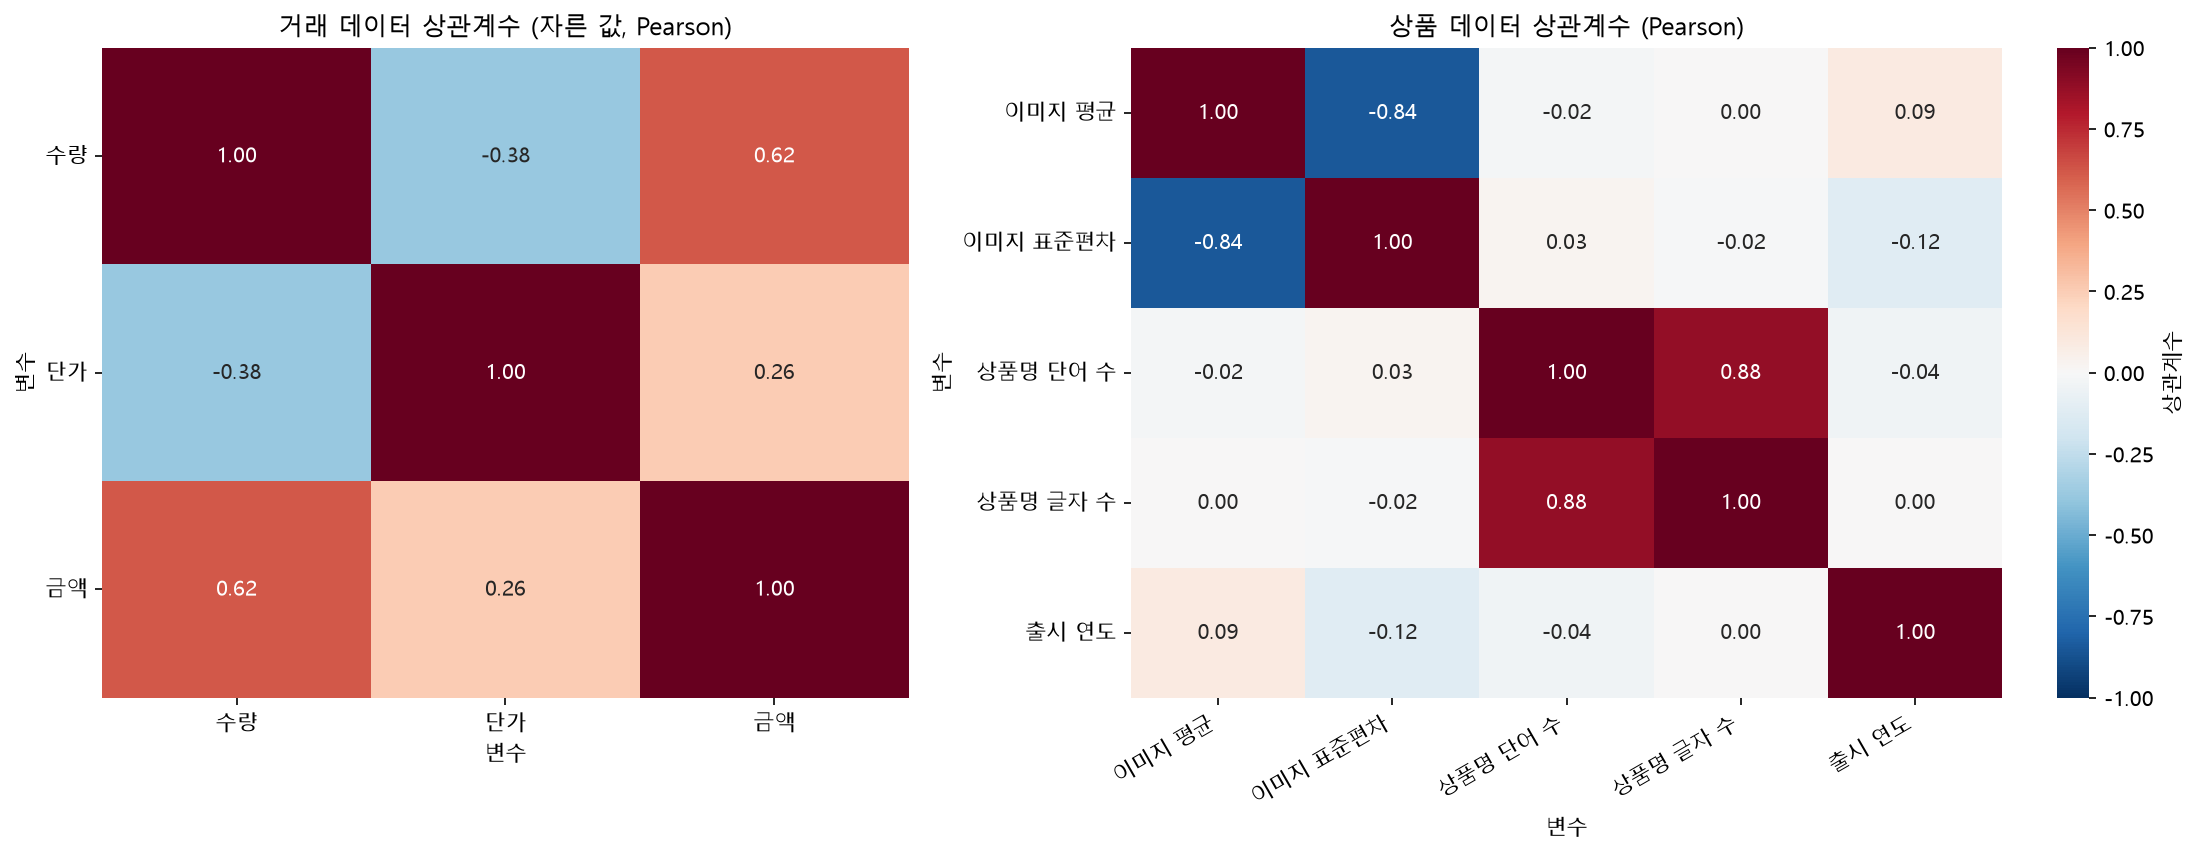 거래 데이터 상관계수 (자른 값, Pearson)
변수
수량 1.00 -0.38 0.62
단가 -0.38 1.00 0.26
금액 0.62 0.26 1.00
수량 단가 금액
변수
상품 데이터 상관계수 (Pearson)
변수
이미지 평균 1.00 -0.84 -0.02 0.00 0.09
이미지 표준편차 -0.84 1.00 0.03 -0.02 -0.12
상품명 단어 수 -0.02 0.03 1.00 0.88 -0.04
상품명 글자 수 0.00 -0.02 0.88 1.00 0.00
출시 연도 0.09 -0.12 -0.04 0.00 1.00
이미지 평균 이미지 표준편차 상품명 단어 수 상품명 글자 수 출시 연도
변수
1.00
0.75
0.50
0.25
0.00
-0.25
-0.50
-0.75
-1.00
상관계수